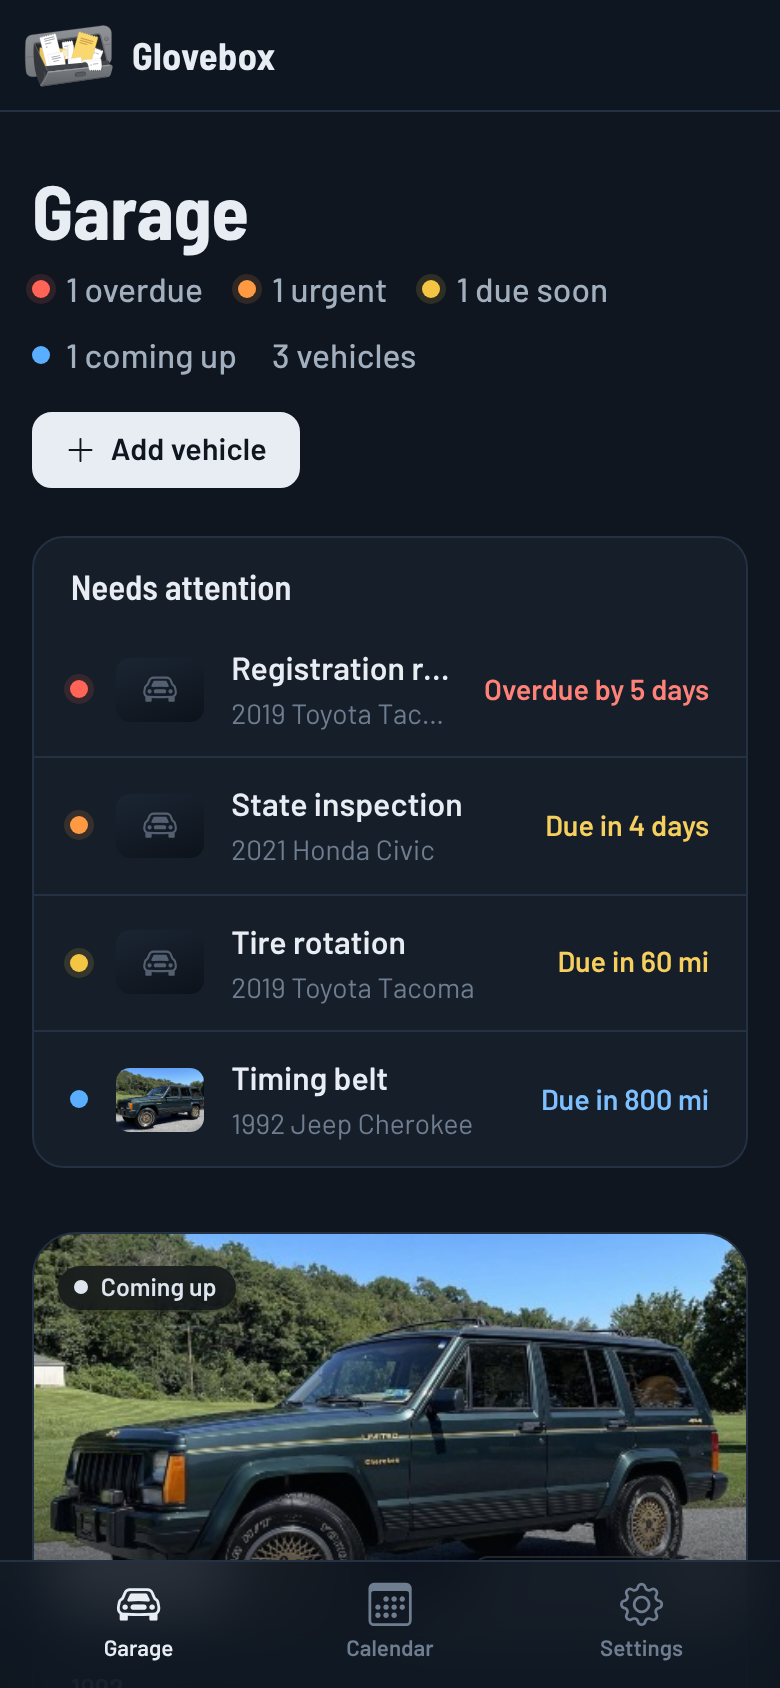 Glovebox
Garage
1 overdue 1 urgent 1 due soon
1 coming up 3 vehicles
Add vehicle
Needs attention
Registration r...
2019 Toyota Tac...
Overdue by 5 days
State inspection
2021 Honda Civic
Due in 4 days
Tire rotation
2019 Toyota Tacoma
Due in 60 mi
Timing belt
1992 Jeep Cherokee
Due in 800 mi
Coming up
LIMITED
Cherokee
Garage
Calendar
Settings
1992